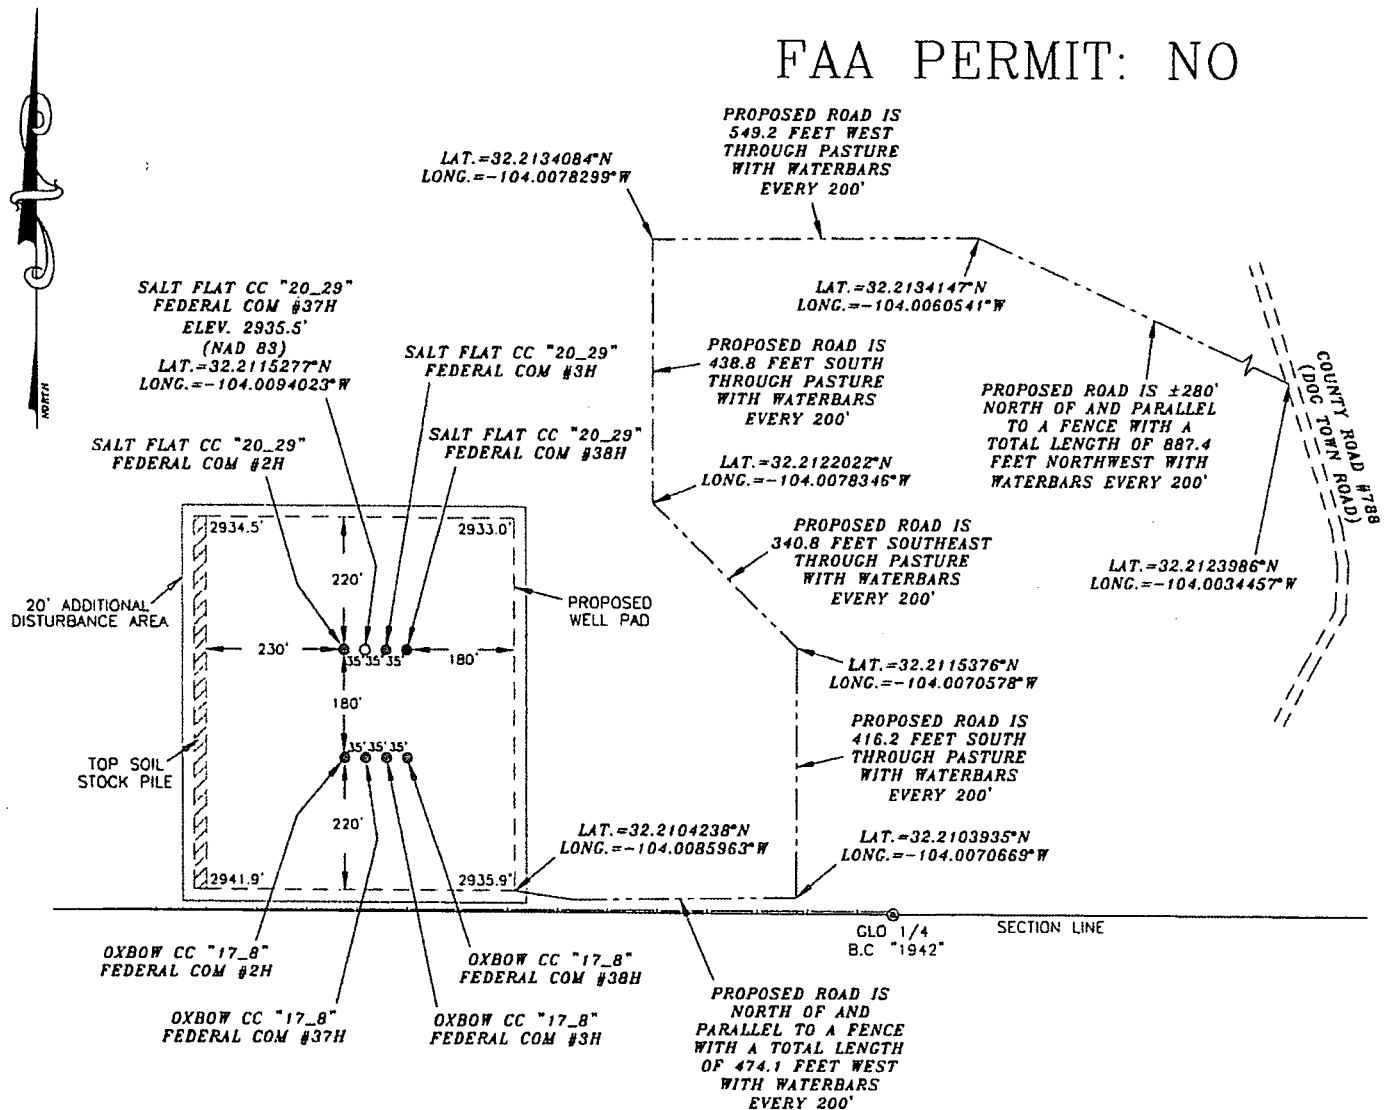 FAA PERMIT: NO
NORTH
PROPOSED ROAD IS
549.2 FEET WEST
THROUGH PASTURE
WITH WATERBARS
EVERY 200'
LAT.=32.2134084°N
LONG.=-104.0078299°W
LAT.=32.2134147°N
LONG.=-104.0060541°W
SALT FLAT CC "20_29"
FEDERAL COM #37H
ELEV. 2935.5'
(NAD 83)
LAT.=32.2115277°N
LONG.=-104.0094023°W
SALT FLAT CC "20_29"
FEDERAL COM #3H
PROPOSED ROAD IS
438.8 FEET SOUTH
THROUGH PASTURE
WITH WATERBARS
EVERY 200'
PROPOSED ROAD IS ±280'
NORTH OF AND PARALLEL
TO A FENCE WITH A
TOTAL LENGTH OF 887.4
FEET NORTHWEST WITH
WATERBARS EVERY 200'
COUNTY ROAD #788
(DOG TOWN ROAD)
SALT FLAT CC "20_29"
FEDERAL COM #2H
SALT FLAT CC "20_29"
FEDERAL COM #38H
LAT.=32.2122022°N
LONG.=-104.0078346°W
2934.5'
2933.0'
PROPOSED ROAD IS
340.8 FEET SOUTHEAST
THROUGH PASTURE
WITH WATERBARS
EVERY 200'
LAT.=32.2123986°N
LONG.=-104.0034457°W
220'
20' ADDITIONAL
DISTURBANCE AREA
PROPOSED
WELL PAD
230'
35' 35' 35'
180'
LAT.=32.2115376°N
LONG.=-104.0070578°W
180'
35' 35' 35'
PROPOSED ROAD IS
416.2 FEET SOUTH
THROUGH PASTURE
WITH WATERBARS
EVERY 200'
TOP SOIL
STOCK PILE
220'
LAT.=32.2104238°N
LONG.=-104.0085963°W
LAT.=32.2103935°N
LONG.=-104.0070669°W
2941.9'
2935.9'
GLO 1/4
B.C "1942"
SECTION LINE
OXBOW CC "17_8"
FEDERAL COM #2H
OXBOW CC "17_8"
FEDERAL COM #38H
OXBOW CC "17_8"
FEDERAL COM #37H
OXBOW CC "17_8"
FEDERAL COM #3H
PROPOSED ROAD IS
NORTH OF AND
PARALLEL TO A FENCE
WITH A TOTAL LENGTH
OF 474.1 FEET WEST
WITH WATERBARS
EVERY 200'